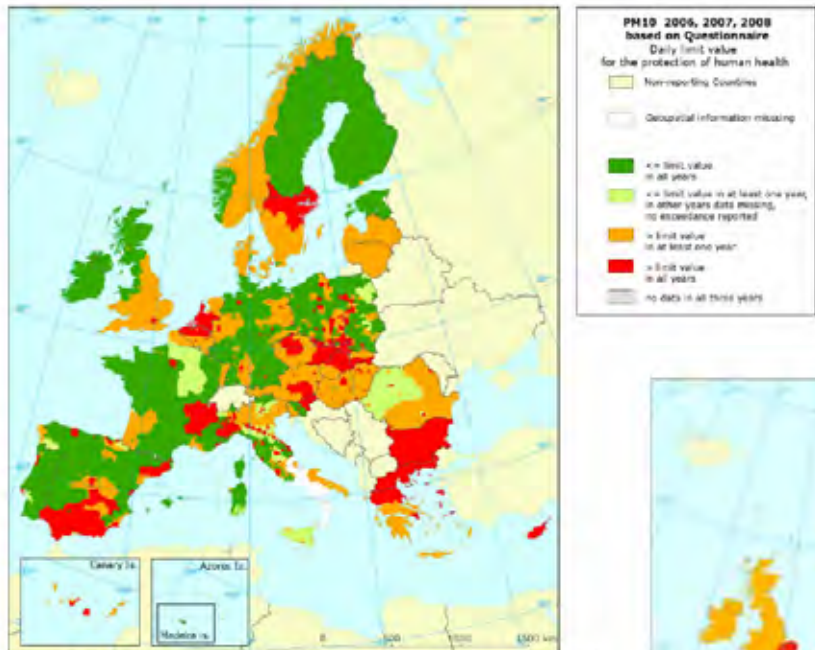 PM10 2006, 2007, 2008
based on Questionnaire
Daily limit value
for the protection of human health
Non-reporting Countries
Geospatial information missing
<= limit value
in all years
<= limit value in at least one year,
in other years data missing,
no exceedance reported
> limit value
in at least one year
> limit value
in all years
no data in all three years
Canary Is.
Azores Is.
Madeira is.
0 500 1000 1500 km